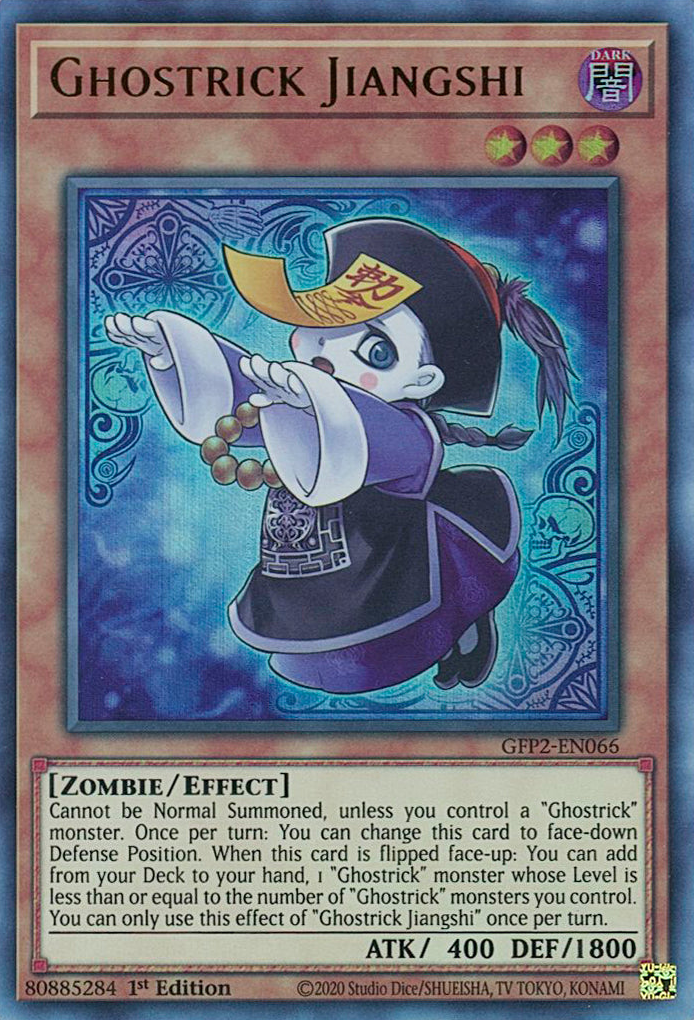 Ghostrick Jiangshi
DARK
闇
勅令
GFP2-EN066
[Zombie/Effect]
Cannot be Normal Summoned, unless you control a "Ghostrick"
monster. Once per turn: You can change this card to face-down
Defense Position. When this card is flipped face-up: You can add
from your Deck to your hand, 1 "Ghostrick" monster whose Level is
less than or equal to the number of "Ghostrick" monsters you control.
You can only use this effect of "Ghostrick Jiangshi" once per turn.
ATK/ 400 DEF/1800
80885284 1st Edition ©2020 Studio Dice/SHUEISHA, TV TOKYO, KONAMI